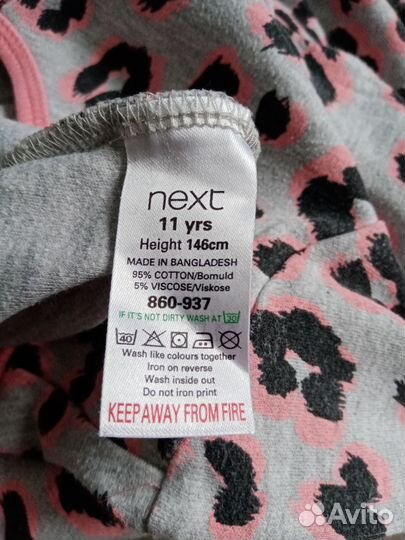 next
11 yrs
Height 146cm
MADE IN BANGLADESH
95% COTTON/Bomuld
5% VISCOSE/Viskose
860-937
IF IT'S NOT DIRTY WASH AT 30
40
Wash like colours together
Iron on reverse
Wash inside out
Do not iron print
KEEP AWAY FROM FIRE
Avito